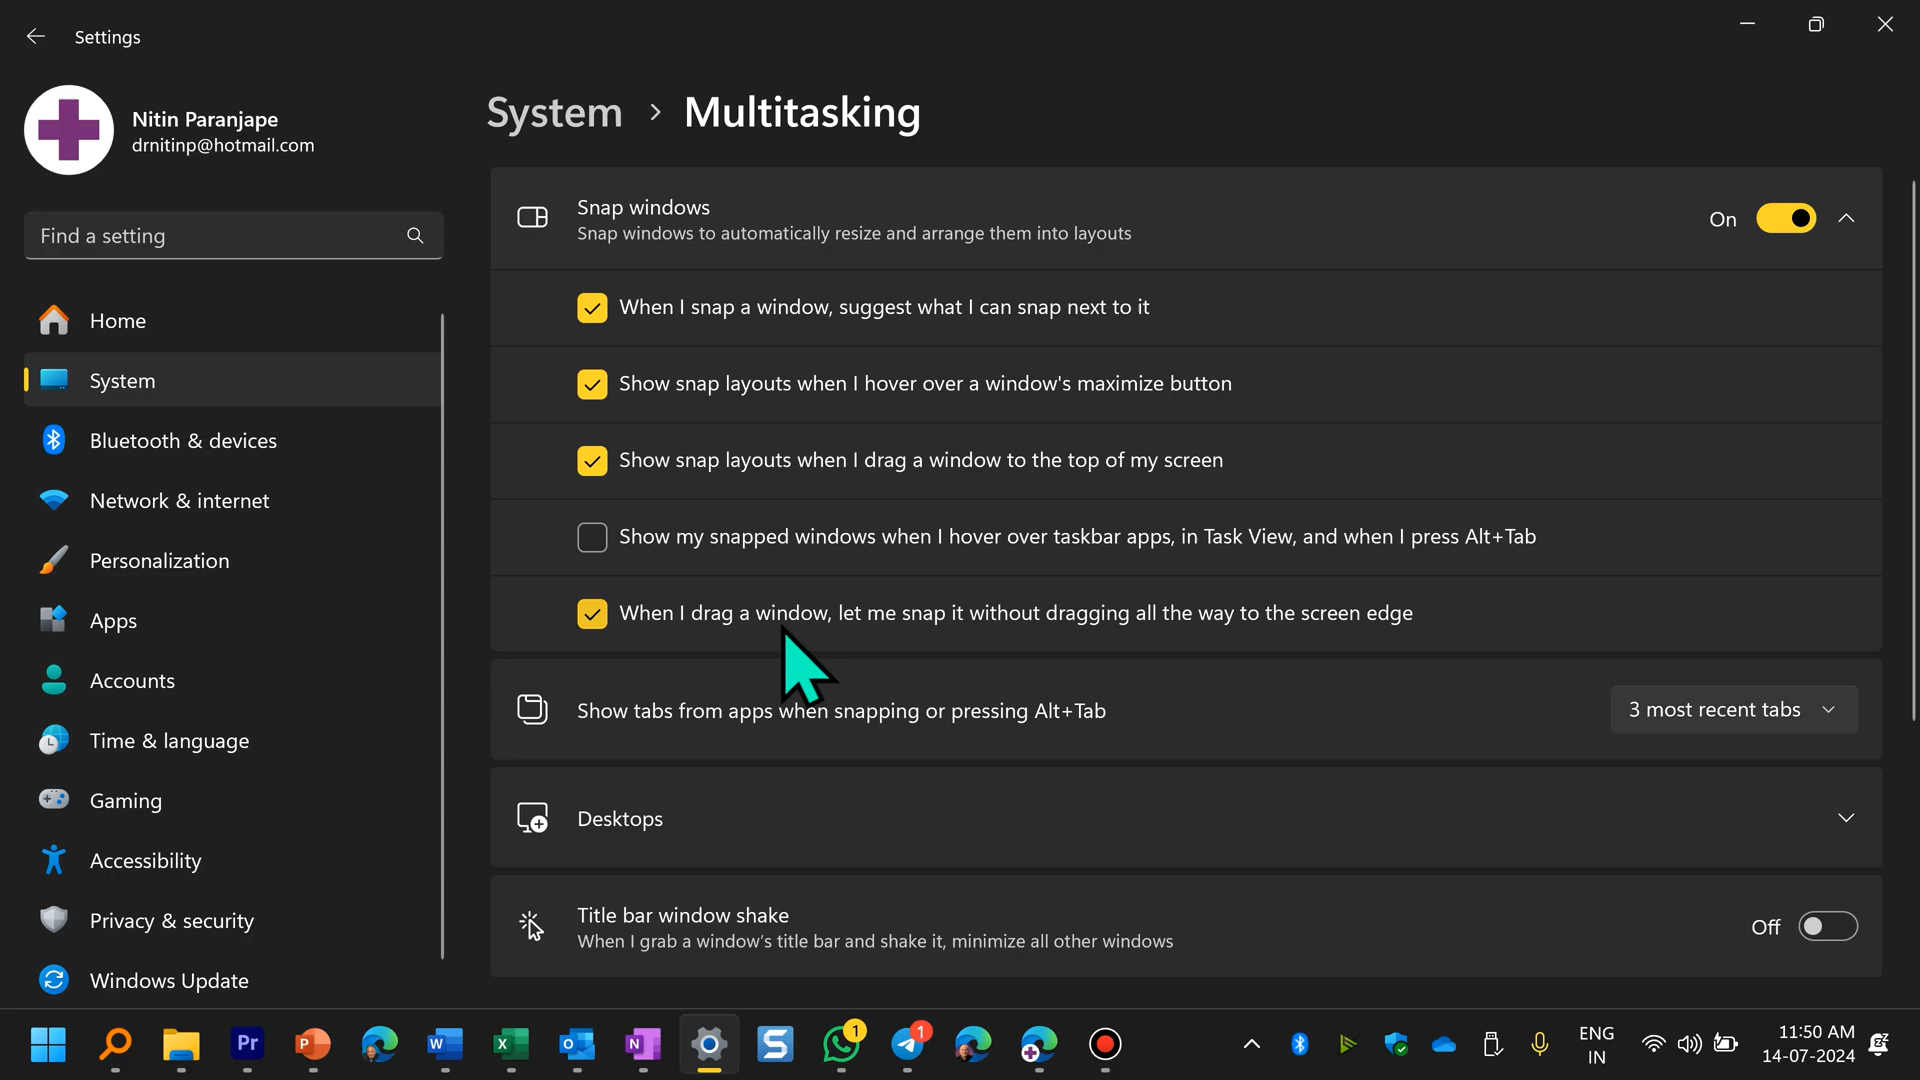 Settings
Nitin Paranjape
drnitinp@hotmail.com
Find a setting
Home
System
Bluetooth & devices
Network & internet
Personalization
Apps
Accounts
Time & language
Gaming
Accessibility
Privacy & security
Windows Update
System > Multitasking
Snap windows
Snap windows to automatically resize and arrange them into layouts
On
When I snap a window, suggest what I can snap next to it
Show snap layouts when I hover over a window's maximize button
Show snap layouts when I drag a window to the top of my screen
Show my snapped windows when I hover over taskbar apps, in Task View, and when I press Alt+Tab
When I drag a window, let me snap it without dragging all the way to the screen edge
Show tabs from apps when snapping or pressing Alt+Tab
3 most recent tabs
Desktops
Title bar window shake
When I grab a window's title bar and shake it, minimize all other windows
Off
Pr
P
W
X
O
N
S
1
1
ENG
IN
11:50 AM
14-07-2024